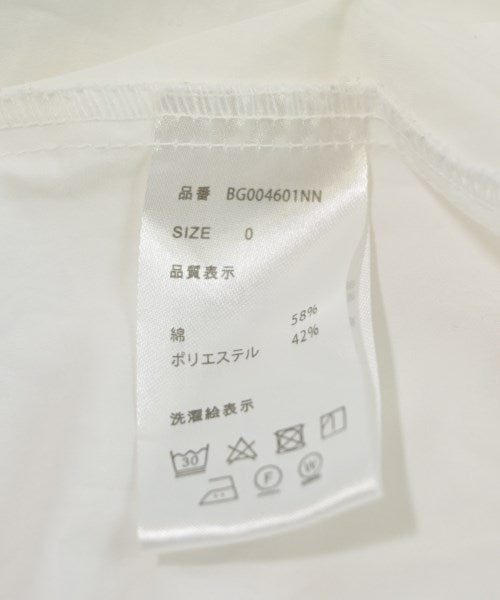 品番 BG004601NN
SIZE 0
品質表示
綿 58%
ポリエステル 42%
洗濯絵表示
30
F W